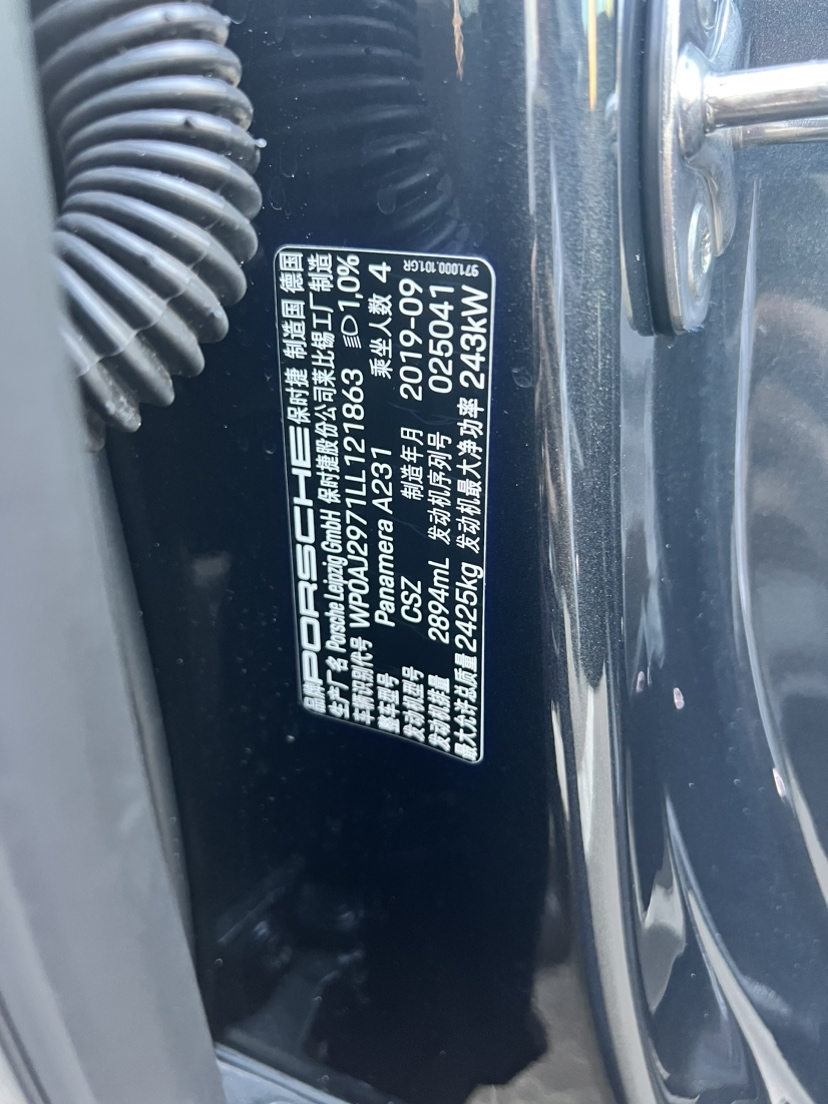 品牌 PORSCHE 保时捷 制造国 德国
生产厂名 Porsche Leipzig GmbH 保时捷股份公司莱比锡工厂制造
车辆识别代号 WP0AJ2971LL121863 1,0%
整车型号 Panamera A231 乘坐人数 4
发动机型号 CSZ 制造年月 2019-09
发动机排量 2894mL 发动机序列号 025041
最大允许总质量 2425kg 发动机最大净功率 243kW
971.000.101.GR